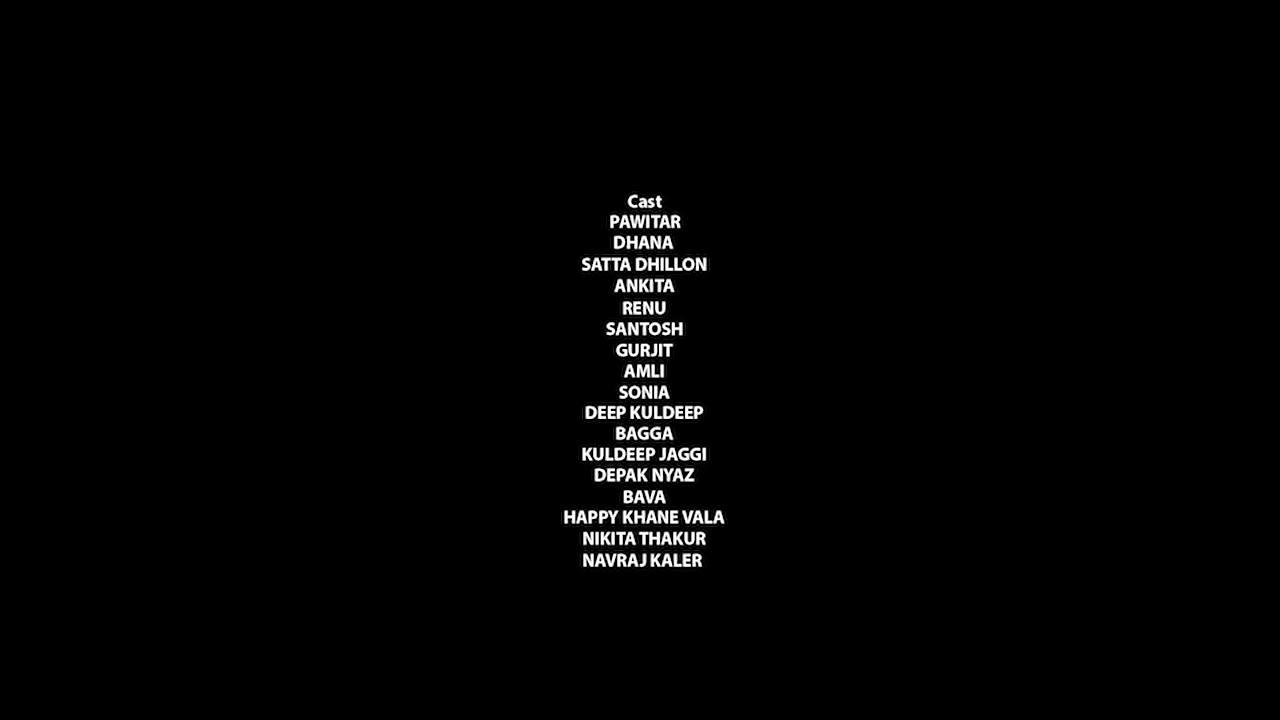 Cast
PAWITAR
DHANA
SATTA DHILLON
ANKITA
RENU
SANTOSH
GURJIT
AMLI
SONIA
DEEP KULDEEP
BAGGA
KULDEEP JAGGI
DEPAK NYAZ
BAVA
HAPPY KHANE VALA
NIKITA THAKUR
NAVRAJ KALER